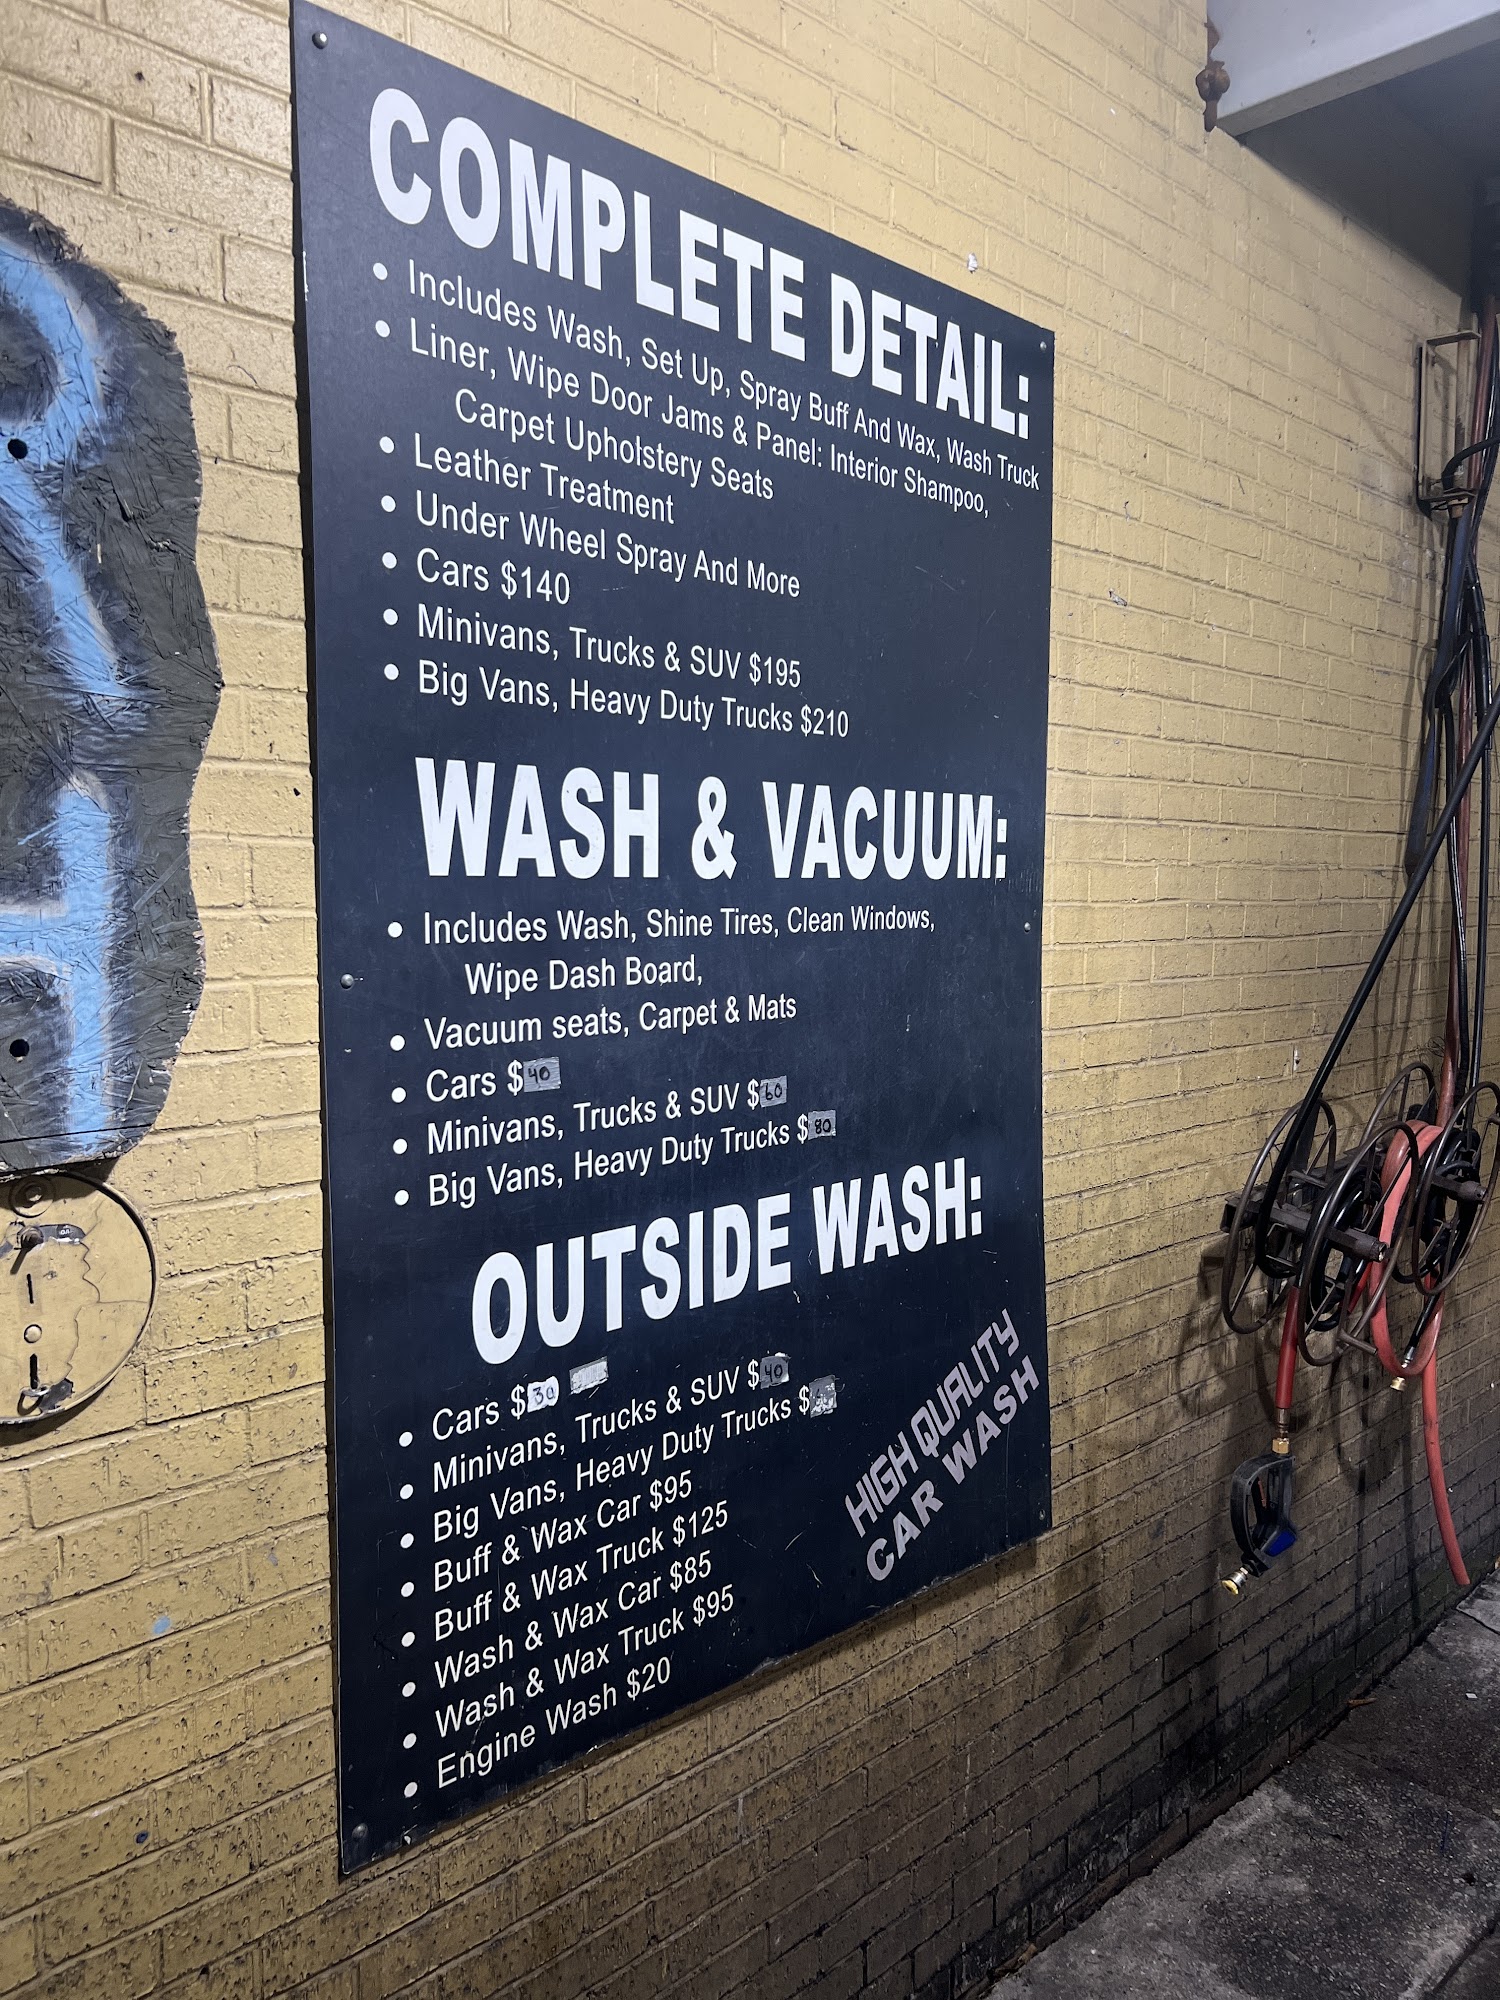 COMPLETE DETAIL:
• Includes Wash, Set Up, Spray Buff And Wax, Wash Truck
• Liner, Wipe Door Jams & Panel: Interior Shampoo,
Carpet Upholstery Seats
• Leather Treatment
• Under Wheel Spray And More
• Cars $140
• Minivans, Trucks & SUV $195
• Big Vans, Heavy Duty Trucks $210
WASH & VACUUM:
• Includes Wash, Shine Tires, Clean Windows,
Wipe Dash Board,
• Vacuum seats, Carpet & Mats
• Cars $40
• Minivans, Trucks & SUV $60
• Big Vans, Heavy Duty Trucks $80
OUTSIDE WASH:
• Cars $30
• Minivans, Trucks & SUV $40
• Big Vans, Heavy Duty Trucks $
• Buff & Wax Car $95
• Buff & Wax Truck $125
• Wash & Wax Car $85
• Wash & Wax Truck $95
• Engine Wash $20
HIGH QUALITY
CAR WASH